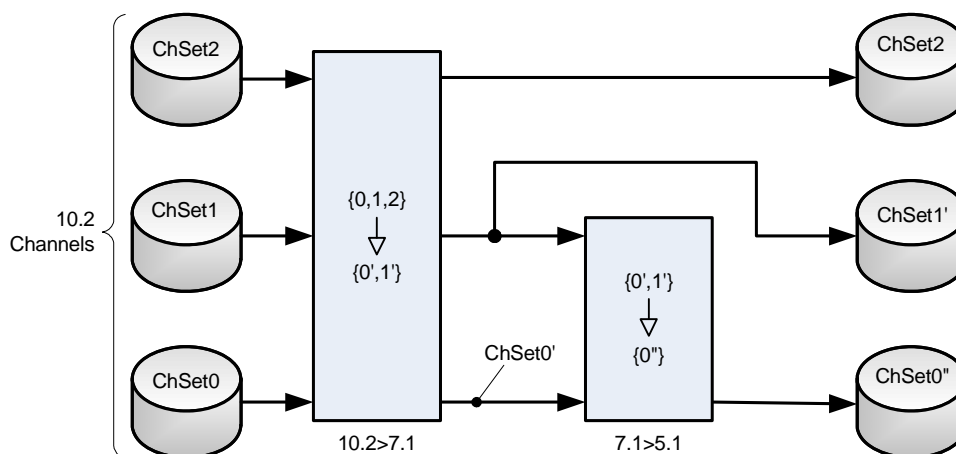 ChSet2
ChSet2
{0,1,2}
ChSet1
ChSet1'
10.2
Channels
{0',1'}
{0',1'}
{0"}
ChSet0'
ChSet0
ChSet0"
10.2>7.1
7.1>5.1